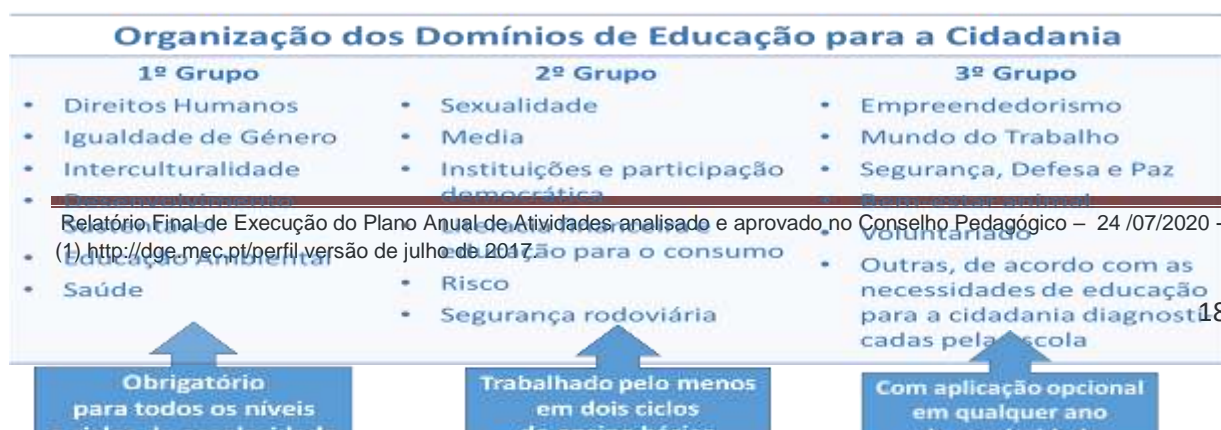 Organização dos Domínios de Educação para a Cidadania
1º Grupo
• Direitos Humanos
• Igualdade de Género
• Interculturalidade
• Desenvolvimento
• Educação Ambiental
• Saúde
2º Grupo
• Sexualidade
• Media
• Instituições e participação
democrática
educação para o consumo
• Risco
• Segurança rodoviária
3º Grupo
• Empreendedorismo
• Mundo do Trabalho
• Segurança, Defesa e Paz
• Bem-estar animal
• Voluntariado
• Outras, de acordo com as
necessidades de educação
para a cidadania diagnosti
cadas pela escola
Relatório Final de Execução do Plano Anual de Atividades analisado e aprovado no Conselho Pedagógico – 24 /07/2020 -
(1) http://dge.mec.pt/perfil versão de julho de 2017.
18
Obrigatório
para todos os níveis
Trabalhado pelo menos
em dois ciclos
Com aplicação opcional
em qualquer ano